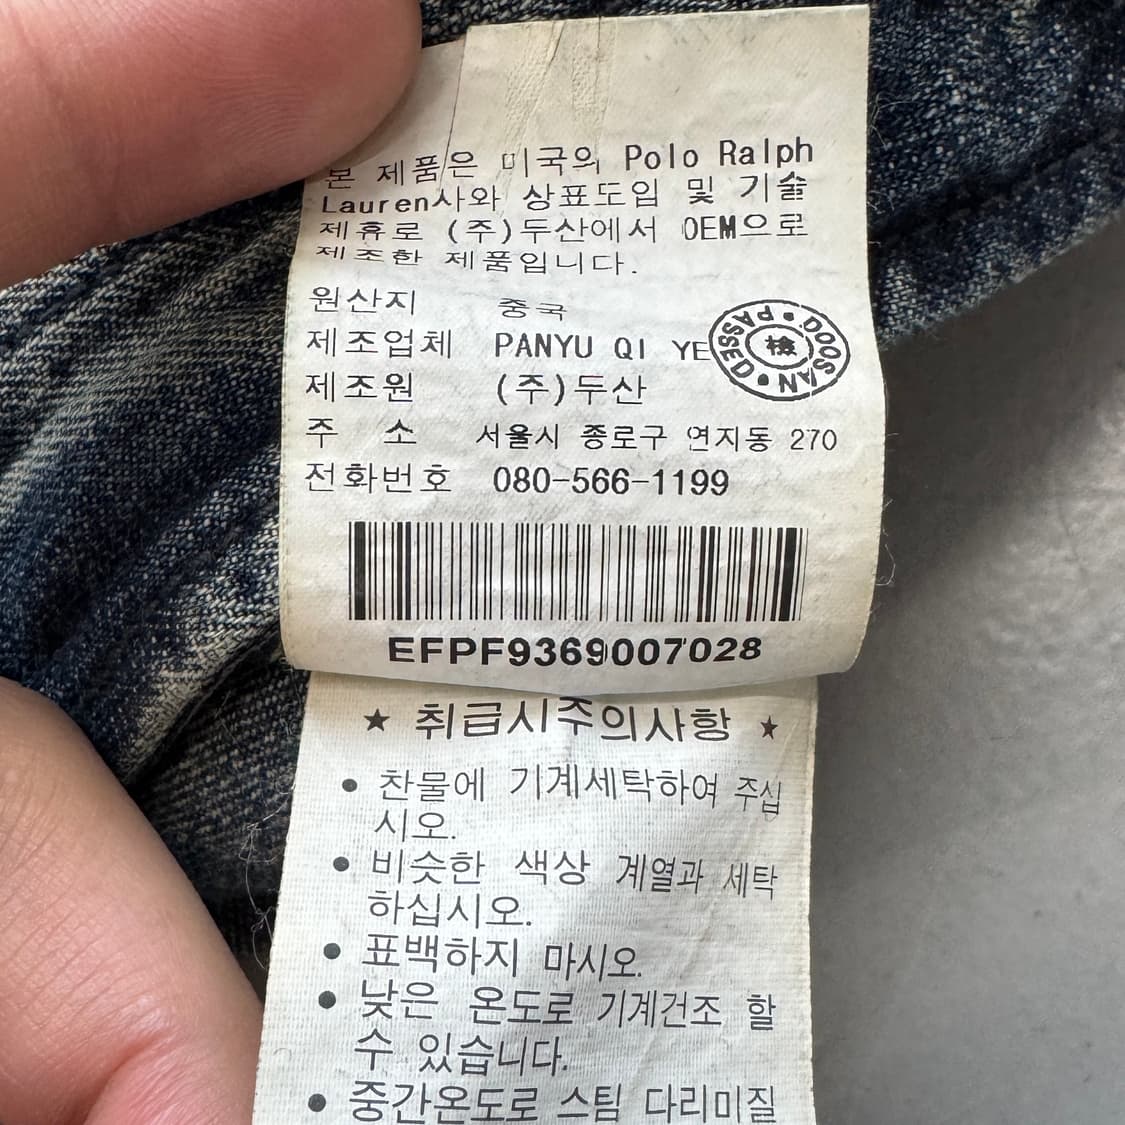 본 제품은 미국의 Polo Ralph
Lauren사와 상표도입 및 기술
제휴로 (주)두산에서 OEM으로
제조한 제품입니다.
원산지 중국
제조업체 PANYU QI YE
제조원 (주)두산
주 소 서울시 종로구 연지동 270
전화번호 080-566-1199
DOOSAN • PASSED •
檢
EFPF9369007028
★ 취급시주의사항 ★
• 찬물에 기계세탁하여 주십
시오.
• 비슷한 색상 계열과 세탁
하십시오.
• 표백하지 마시오.
• 낮은 온도로 기계건조 할
수 있습니다.
• 중간온도로 스팀 다리미질